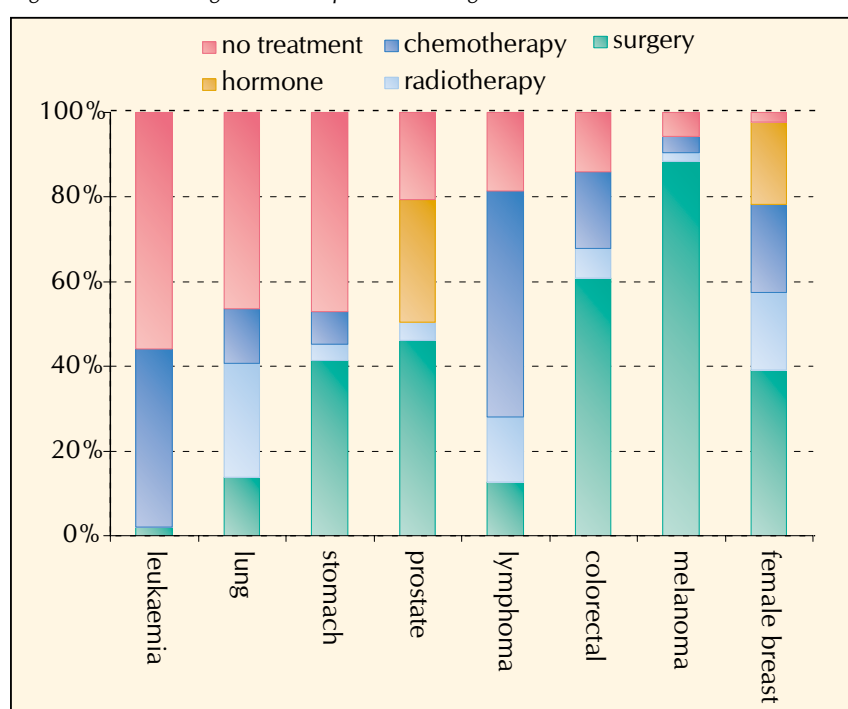 no treatment chemotherapy surgery
hormone radiotherapy
100%
80%
60%
40%
20%
0%
leukaemia
lung
stomach
prostate
lymphoma
colorectal
melanoma
female breast